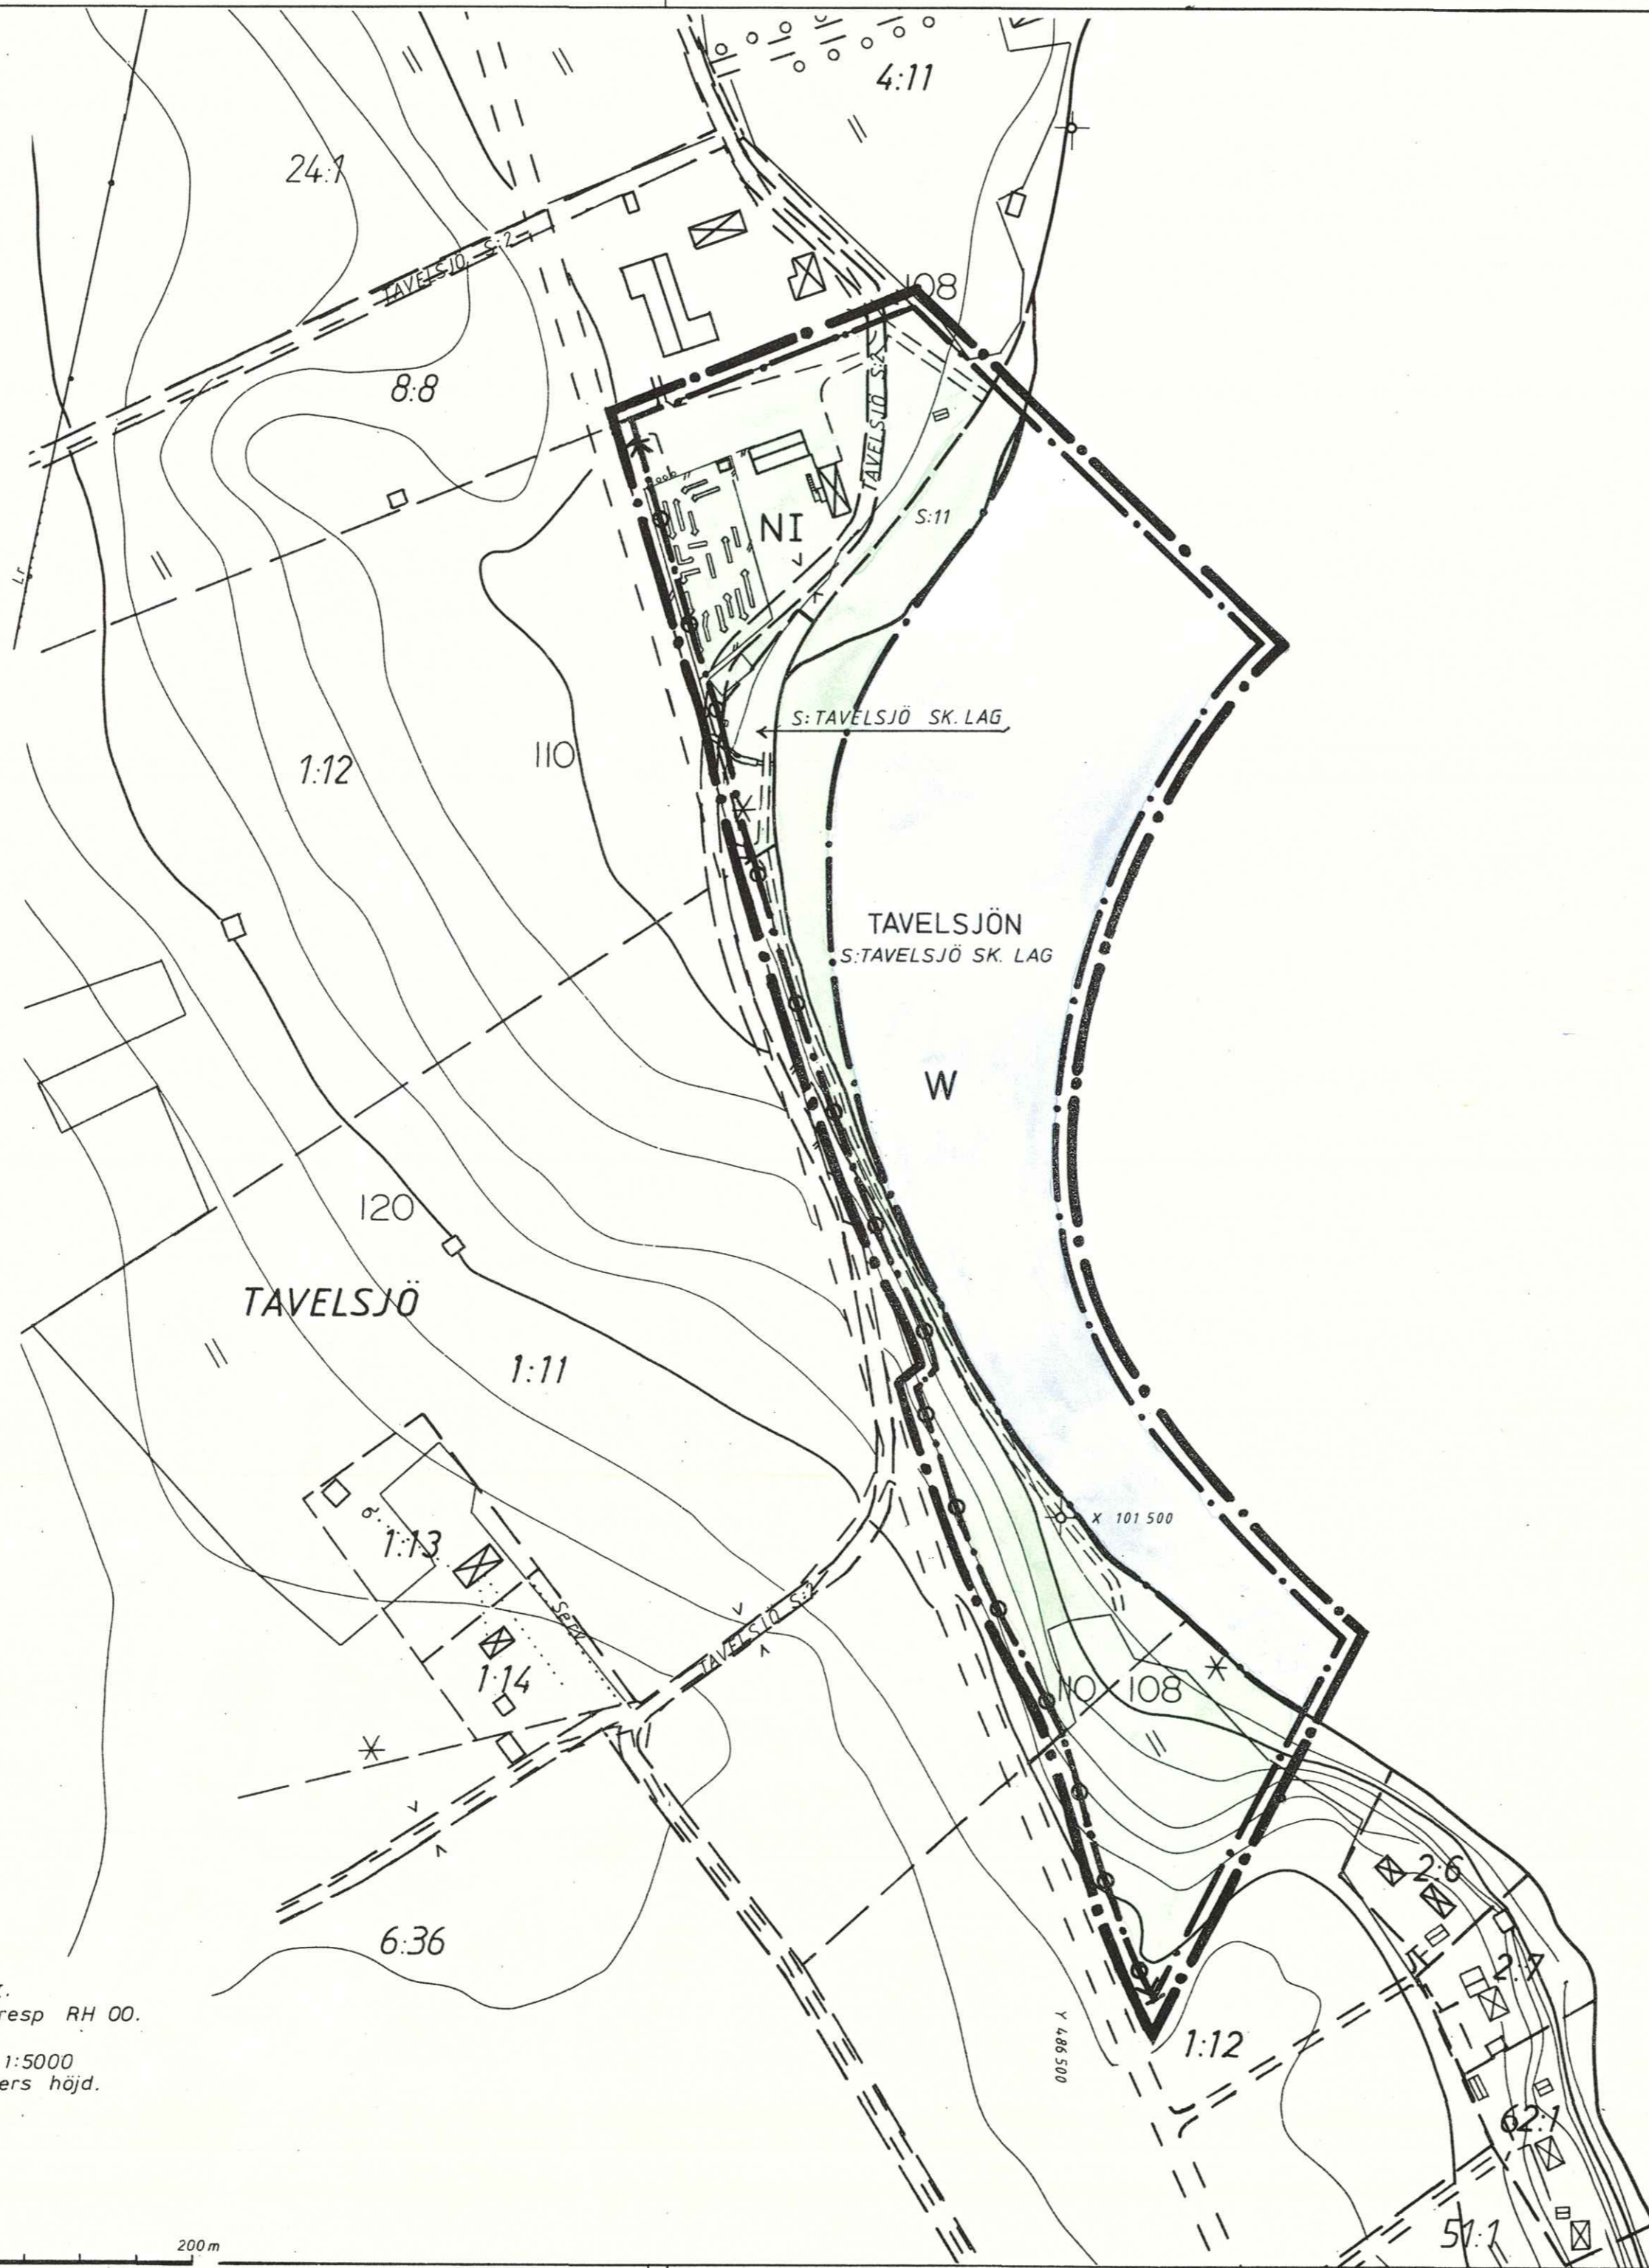 4:11
24:1
TAVELSJÖ S:2
108
8:8
TAVELSJÖ S:2
S:11
NI
Lr
S:TAVELSJÖ SK. LAG
110
1:12
TAVELSJÖN
S:TAVELSJÖ SK. LAG
W
120
TAVELSJÖ
1:11
X 101 500
1:13
Serv
TAVELSJÖ S:2
1:14
110
108
2:6
6:36
2:7
resp RH 00.
Y 486 500
1:12
1:5000
ers höjd.
62:1
51:1
200 m